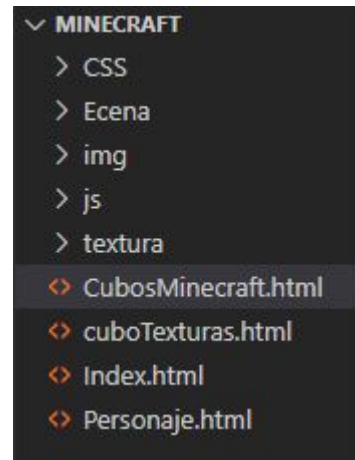 MINECRAFT
CSS
Ecena
img
js
textura
CubosMinecraft.html
cuboTexturas.html
Index.html
Personaje.html